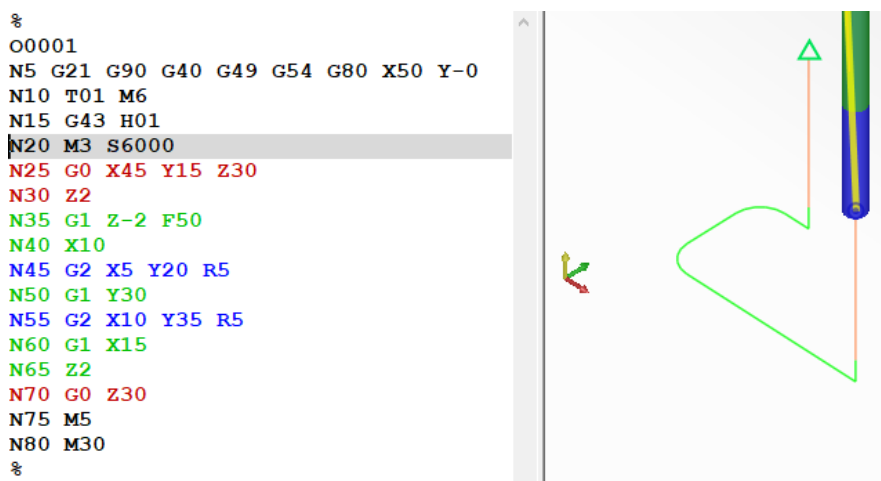 %
O0001
N5 G21 G90 G40 G49 G54 G80 X50 Y-0
N10 T01 M6
N15 G43 H01
N20 M3 S6000
N25 G0 X45 Y15 Z30
N30 Z2
N35 G1 Z-2 F50
N40 X10
N45 G2 X5 Y20 R5
N50 G1 Y30
N55 G2 X10 Y35 R5
N60 G1 X15
N65 Z2
N70 G0 Z30
N75 M5
N80 M30
%